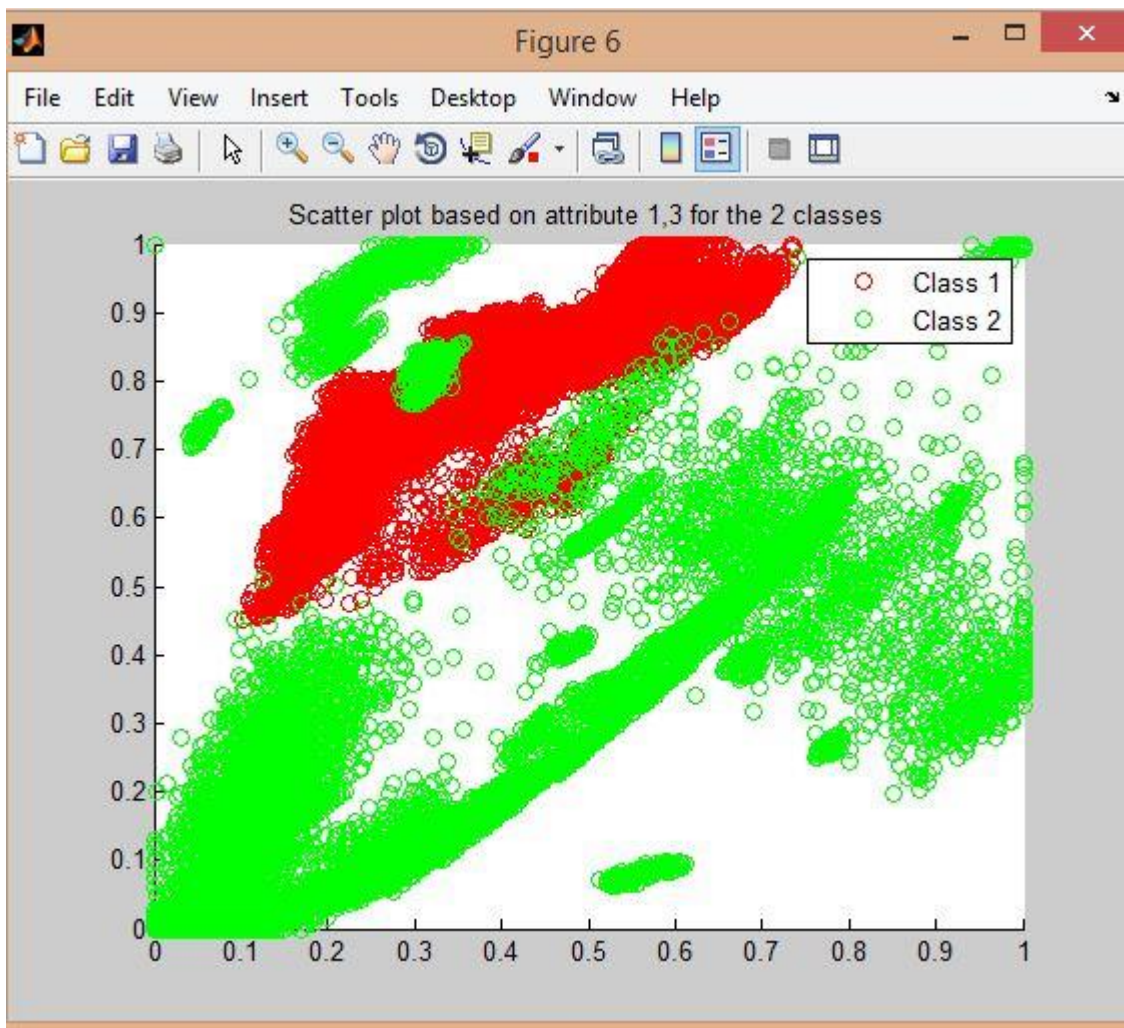 Figure 6
File Edit View Insert Tools Desktop Window Help
Scatter plot based on attribute 1,3 for the 2 classes
1
0.9
0.8
0.7
0.6
0.5
0.4
0.3
0.2
0.1
0
Class 1
Class 2
0 0.1 0.2 0.3 0.4 0.5 0.6 0.7 0.8 0.9 1